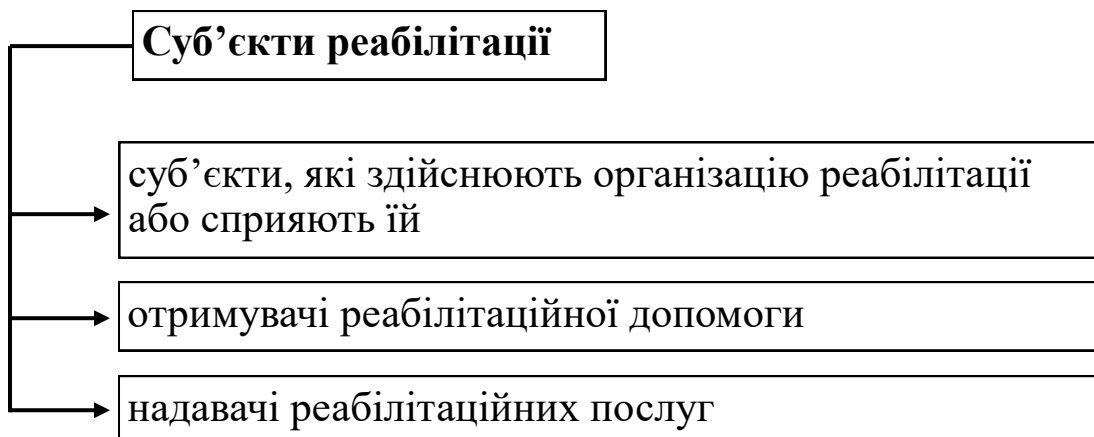 Суб’єкти реабілітації
суб’єкти, які здійснюють організацію реабілітації
або сприяють їй
отримувачі реабілітаційної допомоги
надавачі реабілітаційних послуг